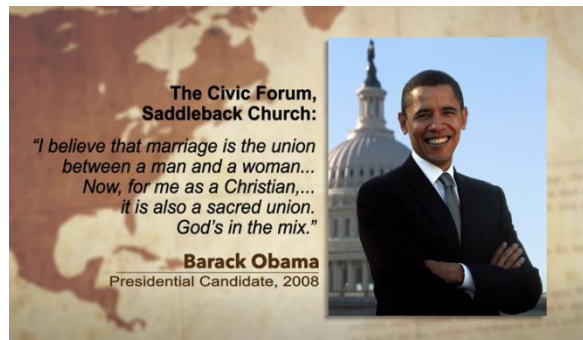 The Civic Forum,
Saddleback Church:
“I believe that marriage is the union
between a man and a woman...
Now, for me as a Christian,...
it is also a sacred union.
God’s in the mix.”
Barack Obama
Presidential Candidate, 2008